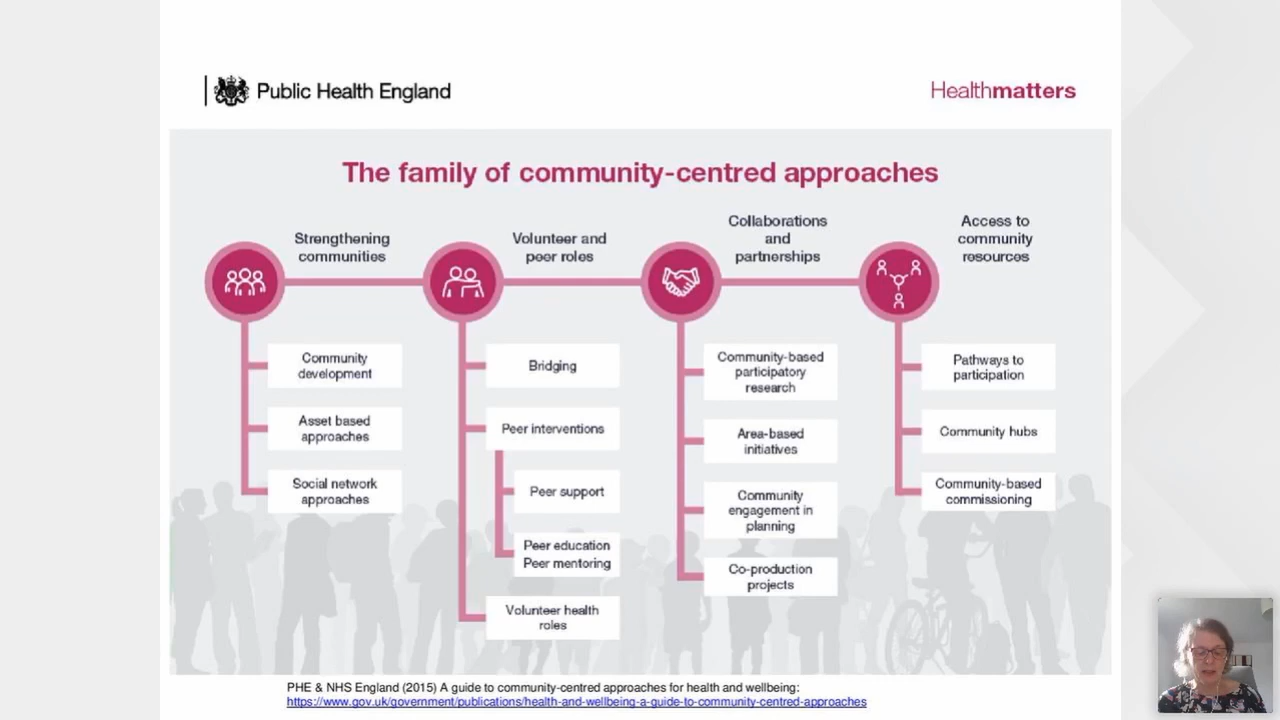 Public Health England
Healthmatters
The family of community-centred approaches
Strengthening
communities
Volunteer and
peer roles
Collaborations
and
partnerships
Access to
community
resources
Community
development
Asset based
approaches
Social network
approaches
Bridging
Peer interventions
Peer support
Peer education
Peer mentoring
Volunteer health
roles
Community-based
participatory
research
Area-based
initiatives
Community
engagement in
planning
Co-production
projects
Pathways to
participation
Community hubs
Community-based
commissioning
PHE & NHS England (2015) A guide to community-centred approaches for health and wellbeing:
https://www.gov.uk/government/publications/health-and-wellbeing-a-guide-to-community-centred-approaches